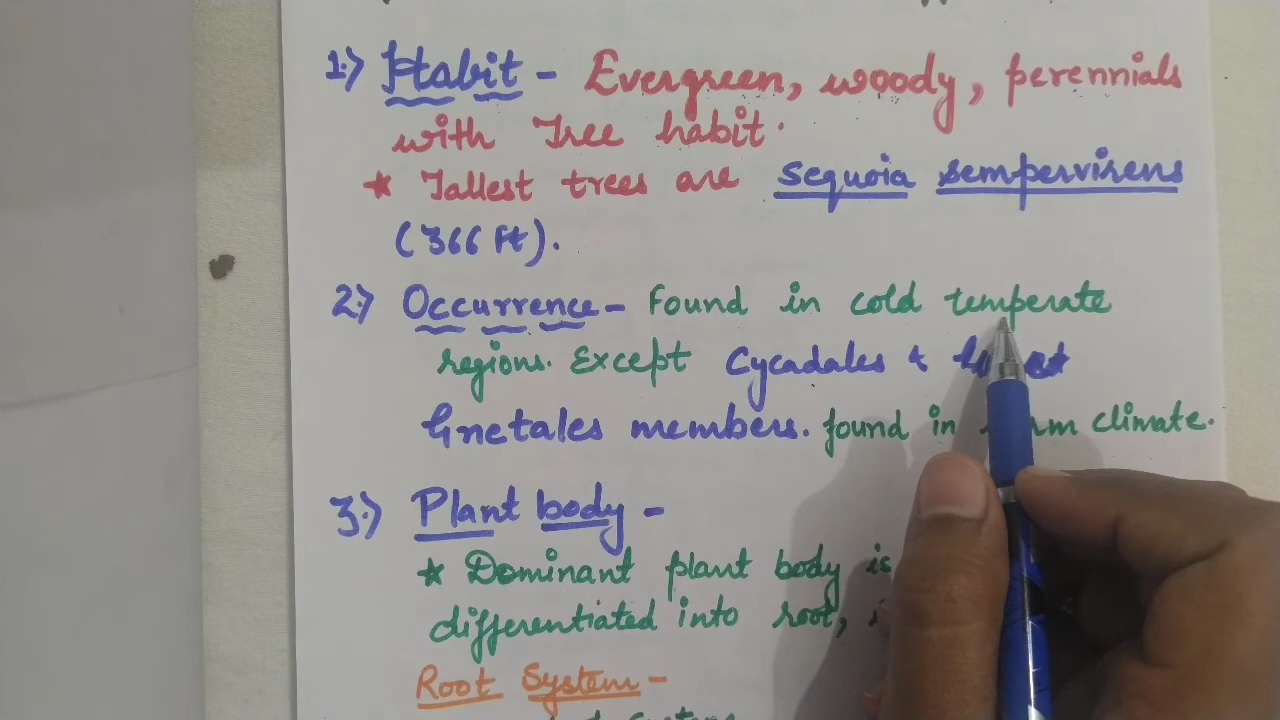 1.) Habit - Evergreen, woody, perennials
with Tree habit.
* Tallest trees are Sequoia sempervirens
(366 ft).
2.) Occurrence - Found in cold temperate
regions. Except Cycadales &
Gnetales members. found in climate.
3.) Plant body -
* Dominant plant body is
differentiated into root,
Root System -